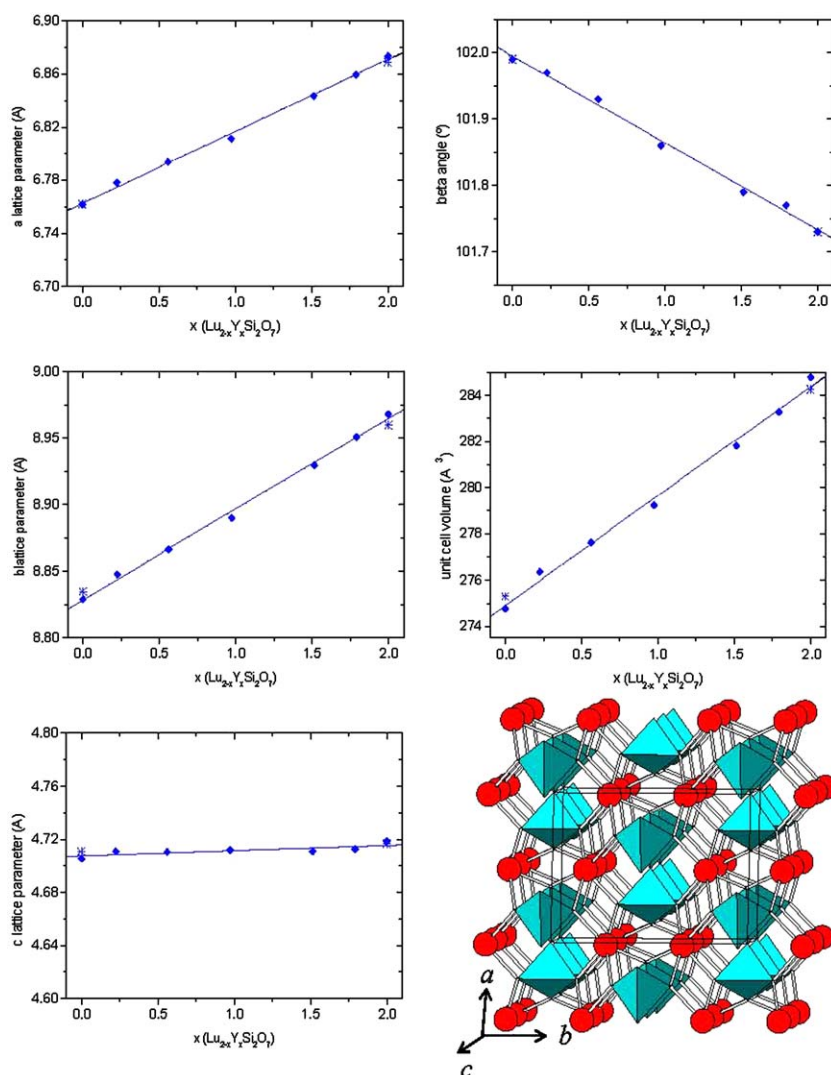 6.90
6.86
6.82
6.78
6.74
6.70
a lattice parameter (A)
0.0 0.5 1.0 1.5 2.0
x (Lu₂₋ₓYₓSi₂O₇)
102.0
101.9
101.8
101.7
beta angle (º)
0.0 0.5 1.0 1.5 2.0
x (Lu₂₋ₓYₓSi₂O₇)
9.00
8.95
8.90
8.85
8.80
blattice parameter (A)
0.0 0.5 1.0 1.5 2.0
x (Lu₂₋ₓYₓSi₂O₇)
284
282
280
278
276
274
unit cell volume (A³)
0.0 0.5 1.0 1.5 2.0
x (Lu₂₋ₓYₓSi₂O₇)
4.80
4.76
4.72
4.68
4.64
4.60
c lattice parameter (A)
0.0 0.5 1.0 1.5 2.0
x (Lu₂₋ₓYₓSi₂O₇)
a
b
c